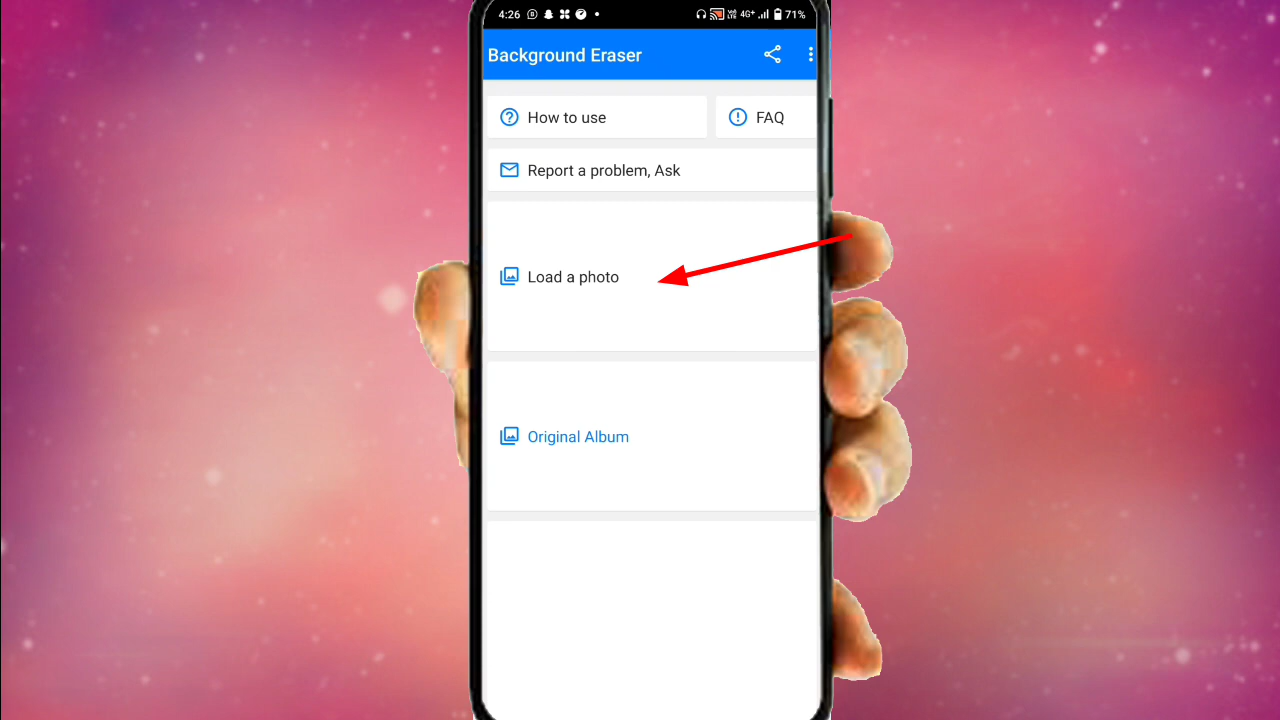 4:26 4G+ 71%
Background Eraser
How to use FAQ
Report a problem, Ask
Load a photo
Original Album